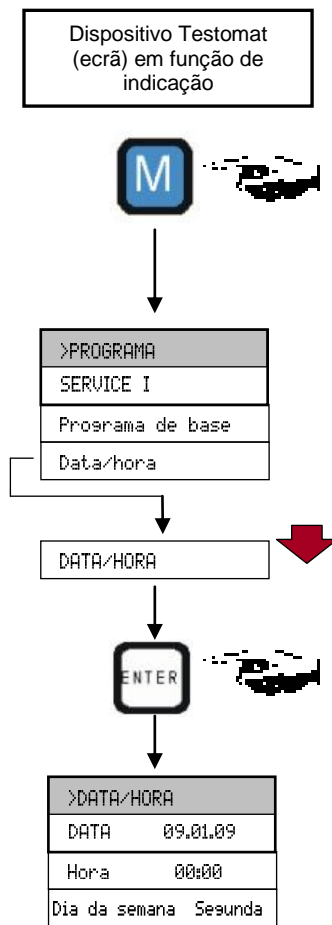 Dispositivo Testomat
(ecrã) em função de
indicação
M
>PROGRAMA
SERVICE I
Programa de base
Data/hora
DATA/HORA
ENTER
>DATA/HORA
DATA 09.01.09
Hora 00:00
Dia da semana Segunda